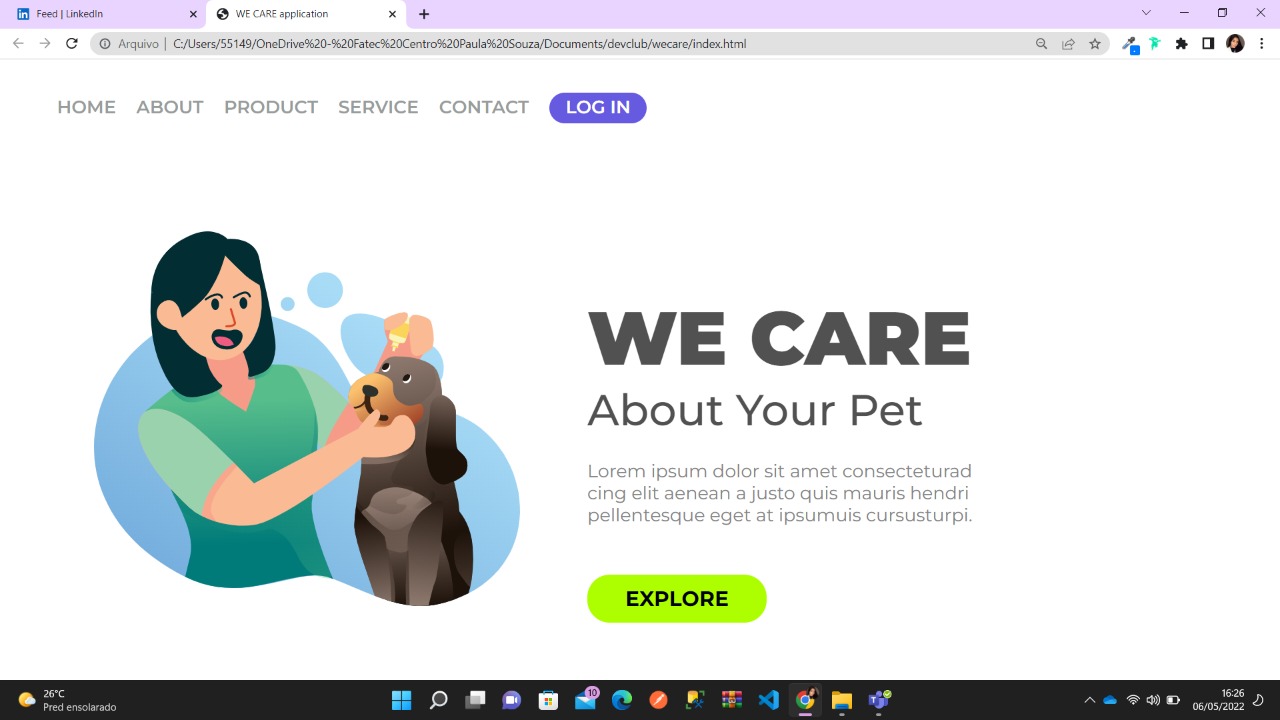 Feed | LinkedIn
WE CARE application
Arquivo | C:/Users/55149/OneDrive%20-%20Fatec%20Centro%20Paula%20Souza/Documents/devclub/wecare/index.html
HOME ABOUT PRODUCT SERVICE CONTACT LOG IN
WE CARE
About Your Pet
Lorem ipsum dolor sit amet consecteturad
cing elit aenean a justo quis mauris hendri
pellentesque eget at ipsumuis cursusturpi.
EXPLORE
26°C
Pred ensolarado
10
16:26
06/05/2022